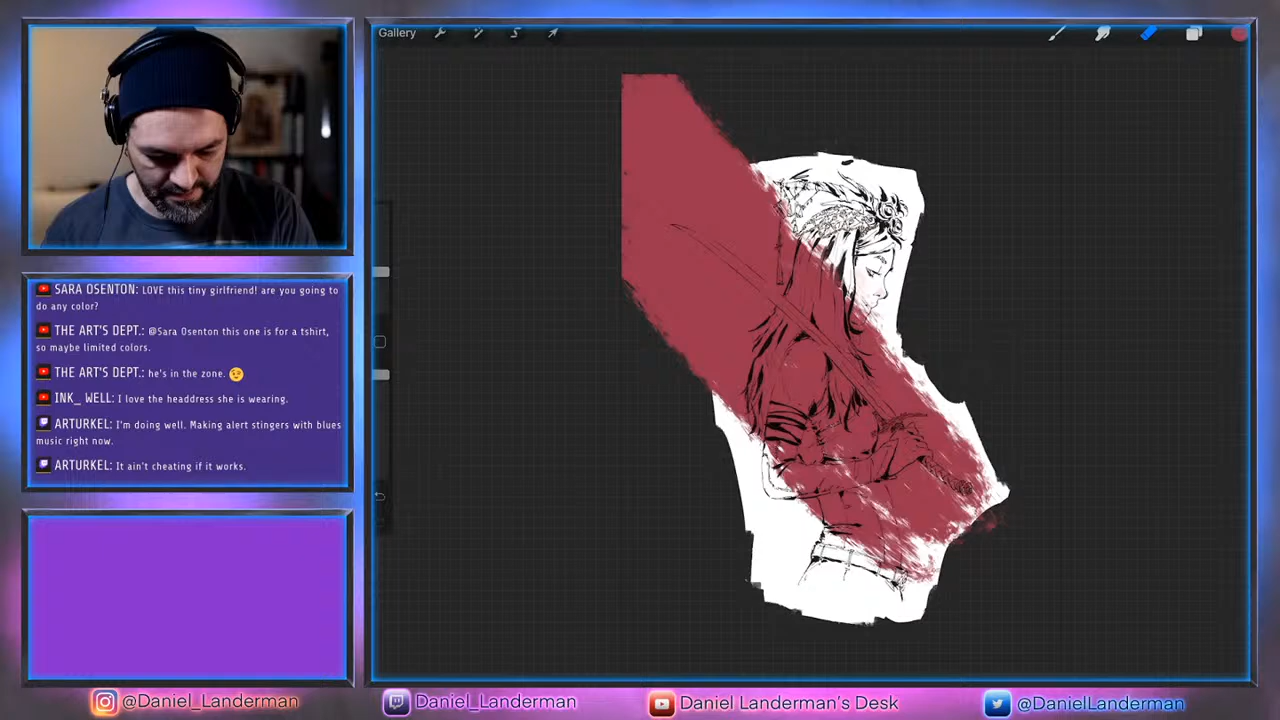 Gallery
SARA OSENTON: LOVE this tiny girlfriend! are you going to
do any color?
THE ART'S DEPT.: @Sara Osenton this one is for a tshirt,
so maybe limited colors.
THE ART'S DEPT.: he's in the zone. 😉
INK_ WELL: I love the headdress she is wearing.
ARTURKEL: I'm doing well. Making alert stingers with blues
music right now.
ARTURKEL: It ain't cheating if it works.
@Daniel_Landerman
Daniel_Landerman
Daniel Landerman's Desk
@DanielLanderman